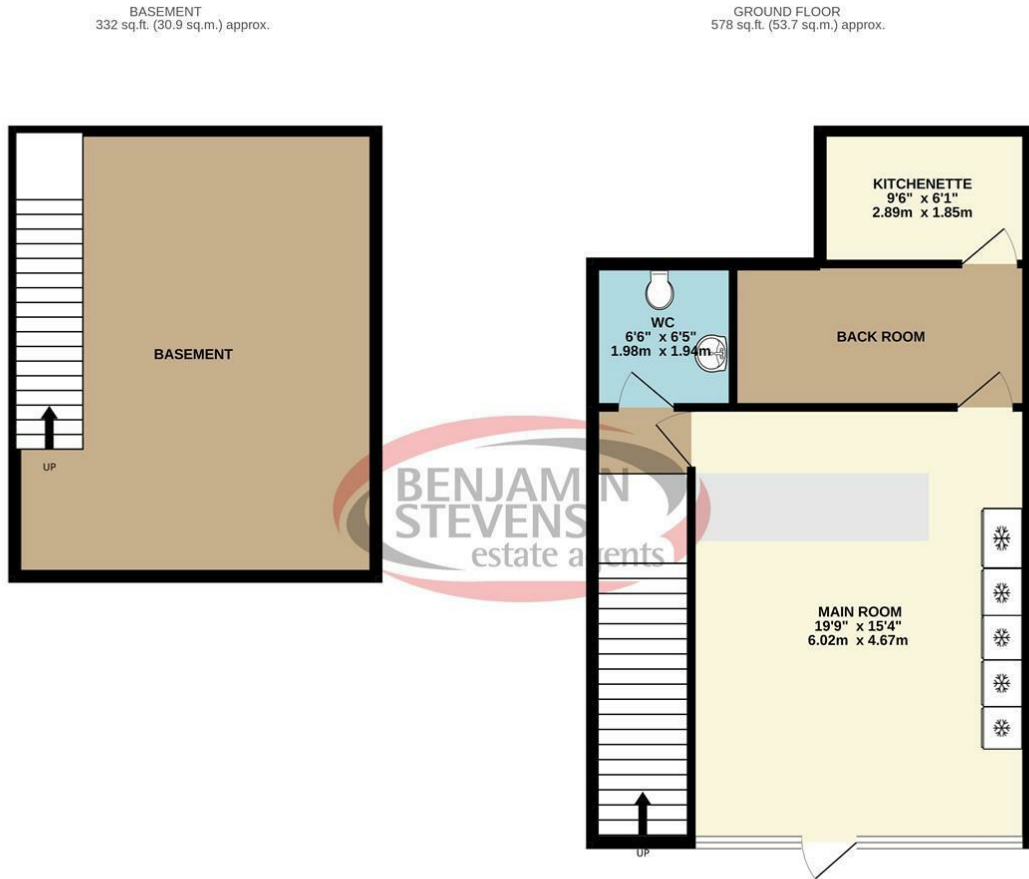 BASEMENT
332 sq.ft. (30.9 sq.m.) approx.
GROUND FLOOR
578 sq.ft. (53.7 sq.m.) approx.
KITCHENETTE
9'6" x 6'1"
2.89m x 1.85m
WC
6'6" x 6'5"
1.98m x 1.94m
BACK ROOM
BASEMENT
UP
BENJAMIN
STEVENS
estate agents
MAIN ROOM
19'9" x 15'4"
6.02m x 4.67m
UP